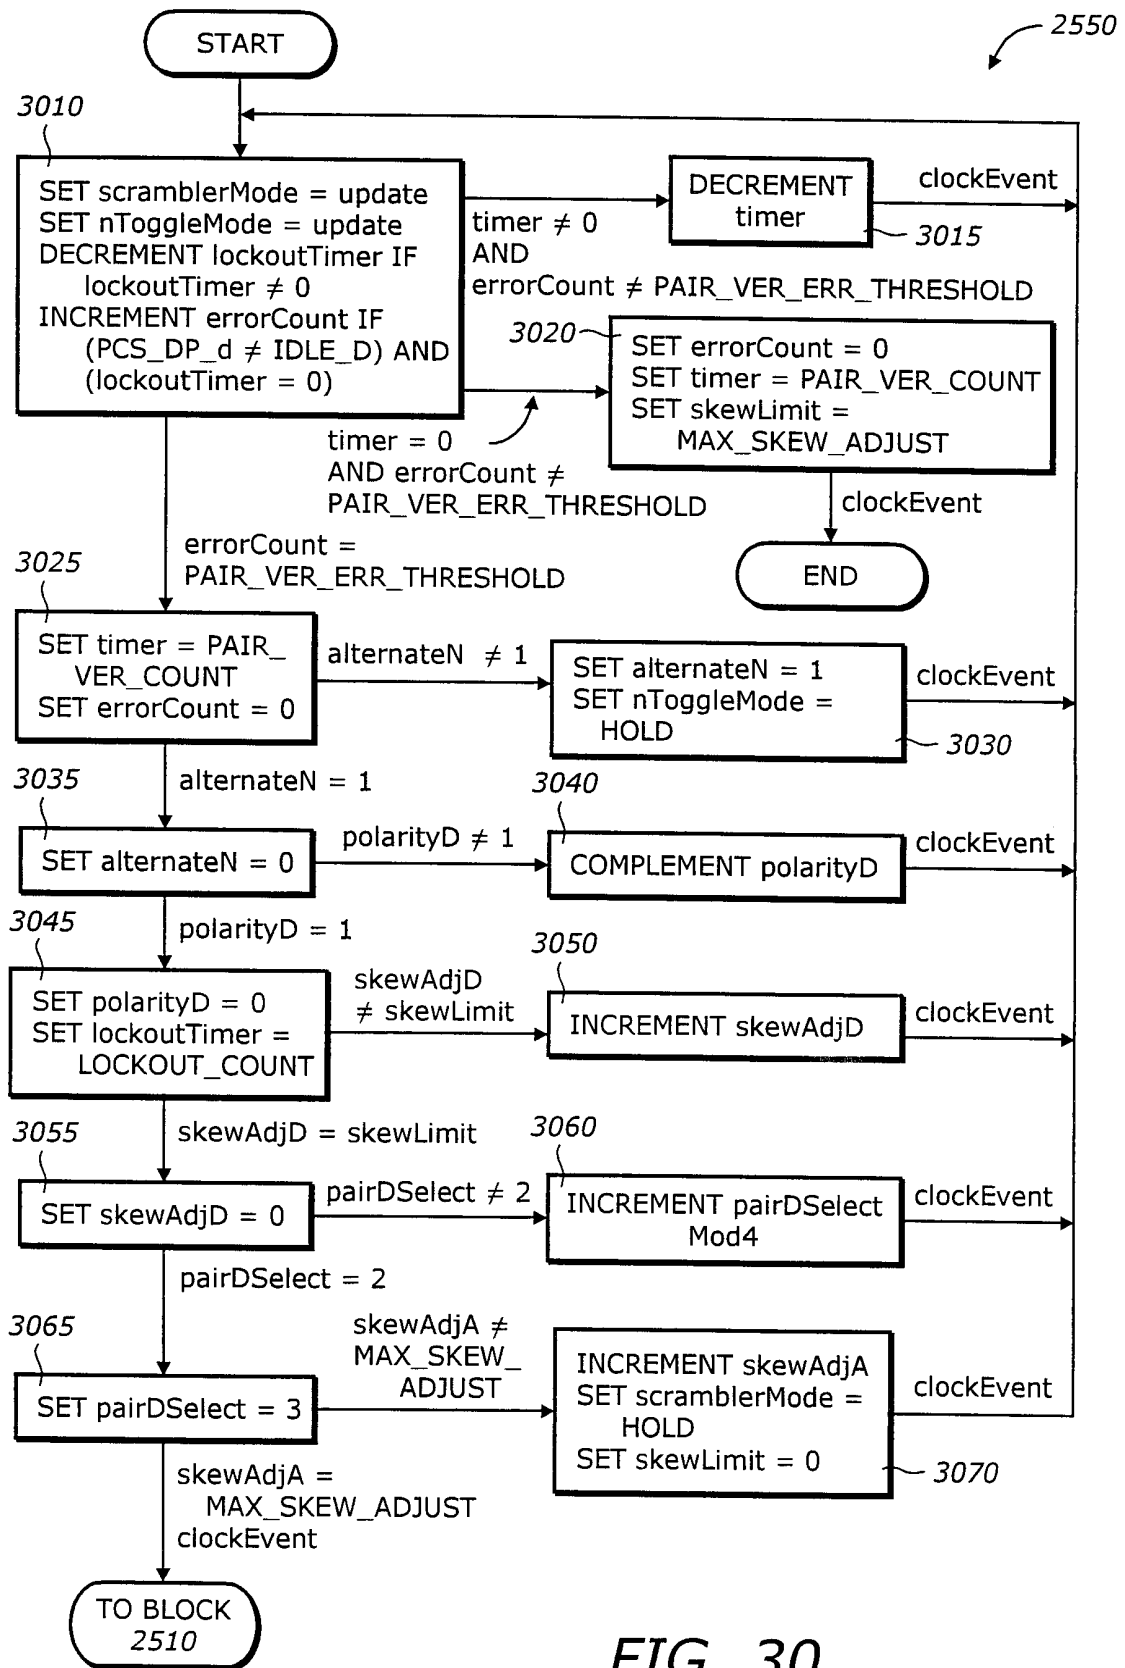 START
2550
3010
SET scramblerMode = update
SET nToggleMode = update
DECREMENT lockoutTimer IF
lockoutTimer ≠ 0
INCREMENT errorCount IF
(PCS_DP_d ≠ IDLE_D) AND
(lockoutTimer = 0)
timer ≠ 0
AND
errorCount ≠ PAIR_VER_ERR_THRESHOLD
DECREMENT
timer
clockEvent
3015
3020
SET errorCount = 0
SET timer = PAIR_VER_COUNT
SET skewLimit =
MAX_SKEW_ADJUST
timer = 0
AND errorCount ≠
PAIR_VER_ERR_THRESHOLD
clockEvent
END
errorCount =
PAIR_VER_ERR_THRESHOLD
3025
SET timer = PAIR_
VER_COUNT
SET errorCount = 0
alternateN ≠ 1
SET alternateN = 1
SET nToggleMode =
HOLD
clockEvent
3030
alternateN = 1
3035
SET alternateN = 0
polarityD ≠ 1
3040
COMPLEMENT polarityD
clockEvent
polarityD = 1
3045
SET polarityD = 0
SET lockoutTimer =
LOCKOUT_COUNT
skewAdjD
≠ skewLimit
3050
INCREMENT skewAdjD
clockEvent
skewAdjD = skewLimit
3055
SET skewAdjD = 0
pairDSelect ≠ 2
3060
INCREMENT pairDSelect
Mod4
clockEvent
pairDSelect = 2
3065
SET pairDSelect = 3
skewAdjA ≠
MAX_SKEW_
ADJUST
INCREMENT skewAdjA
SET scramblerMode =
HOLD
SET skewLimit = 0
clockEvent
3070
skewAdjA =
MAX_SKEW_ADJUST
clockEvent
TO BLOCK
2510
FIG. 30